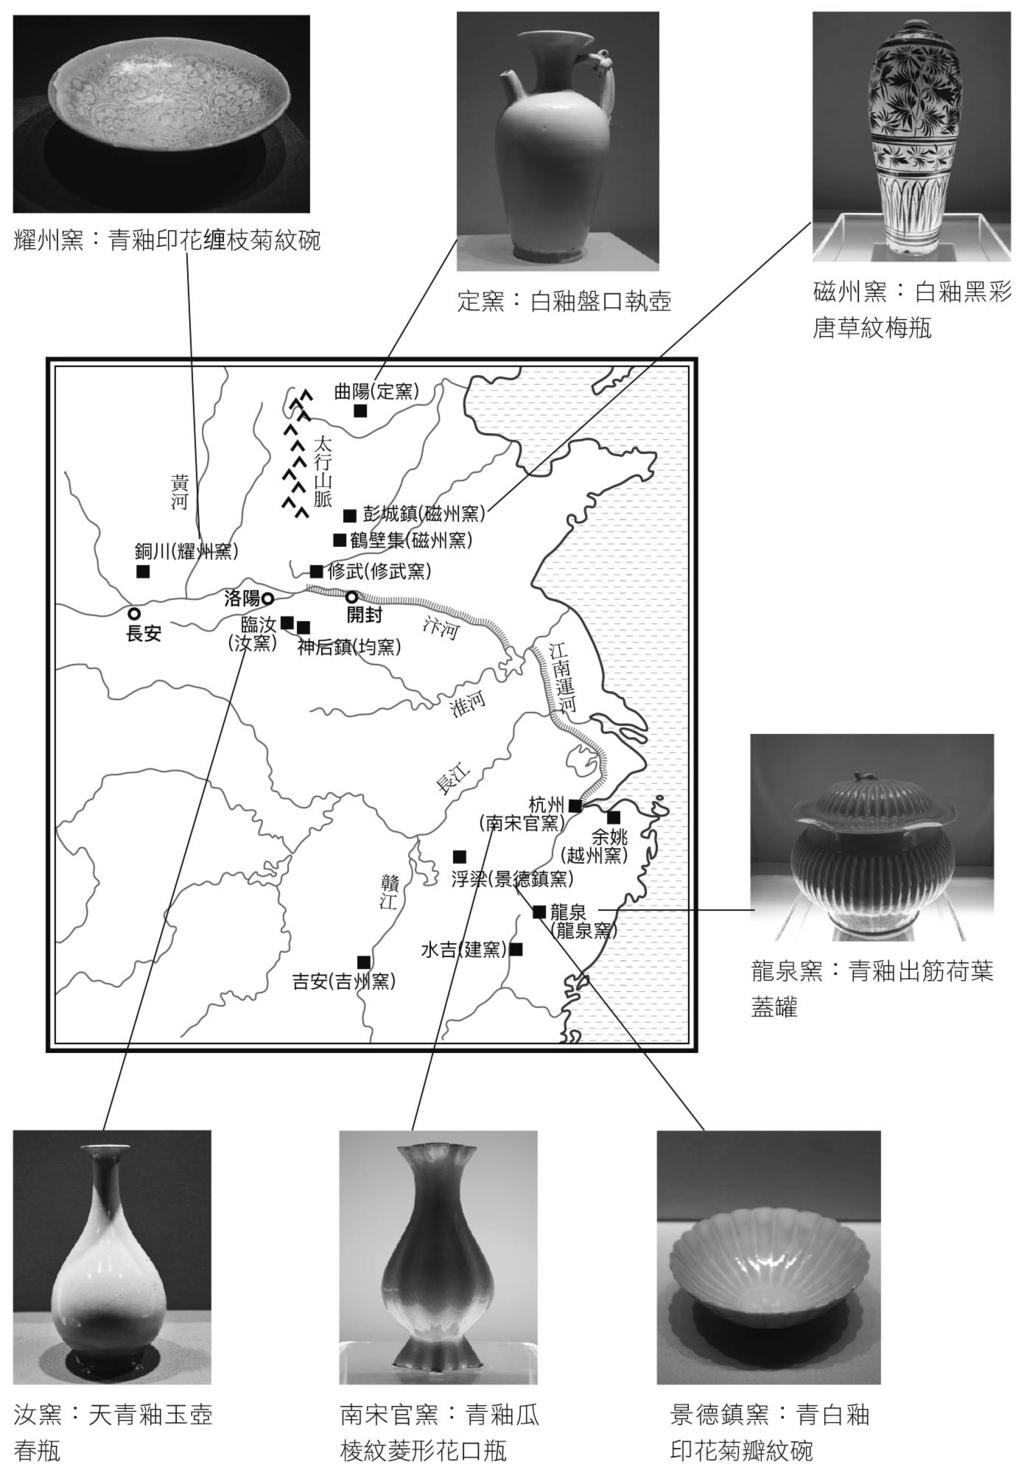 耀州窯：青釉印花缠枝菊紋碗
定窯：白釉盤口執壺
磁州窯：白釉黑彩
唐草紋梅瓶
曲陽(定窯)
太行山脈
黃河
彭城鎮(磁州窯)
鶴壁集(磁州窯)
銅川(耀州窯)
修武(修武窯)
洛陽
開封
長安
臨汝
(汝窯)
神后鎮(均窯)
汴河
江南運河
淮河
長江
杭州
(南宋官窯)
余姚
(越州窯)
浮梁(景德鎮窯)
贛江
龍泉
(龍泉窯)
水吉(建窯)
吉安(吉州窯)
龍泉窯：青釉出筋荷葉
蓋罐
汝窯：天青釉玉壺
春瓶
南宋官窯：青釉瓜
棱紋菱形花口瓶
景德鎮窯：青白釉
印花菊瓣紋碗